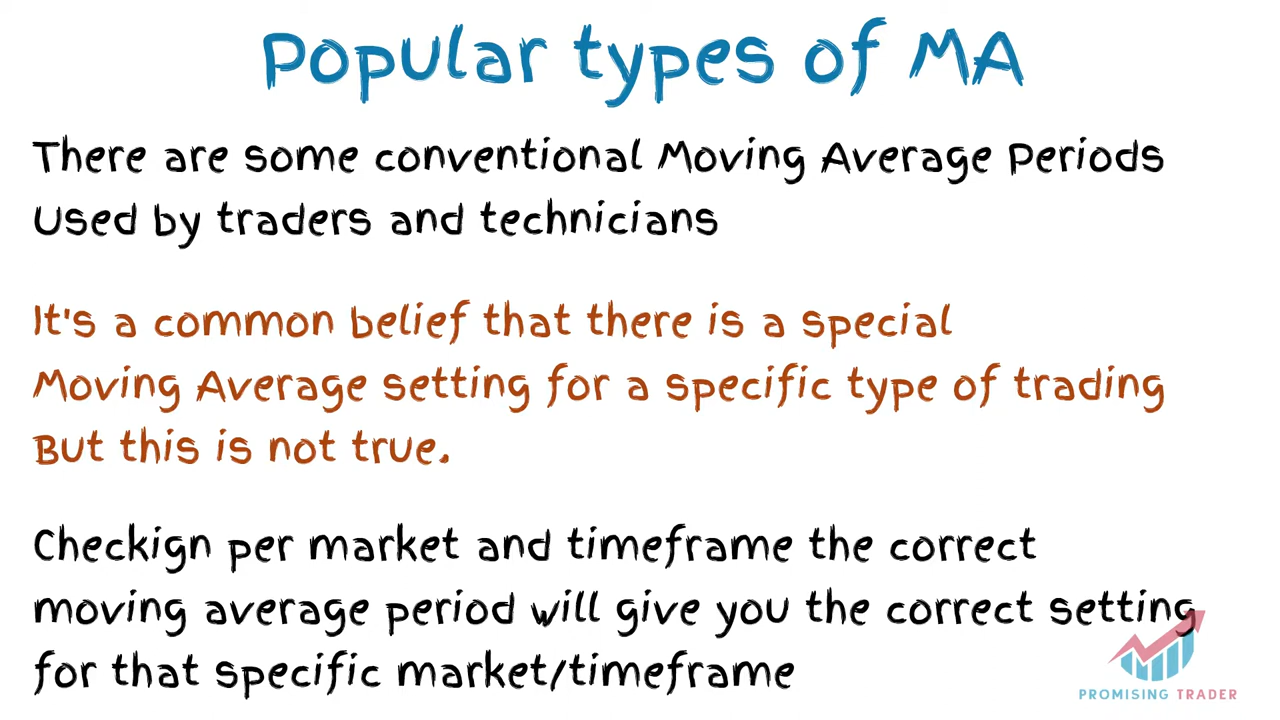 Popular types of MA
There are some conventional Moving Average Periods
Used by traders and technicians
It's a common belief that there is a special
Moving Average setting for a specific type of trading
But this is not true.
Checkign per market and timeframe the correct
moving average period will give you the correct setting
for that specific market/timeframe
PROMISING TRADER